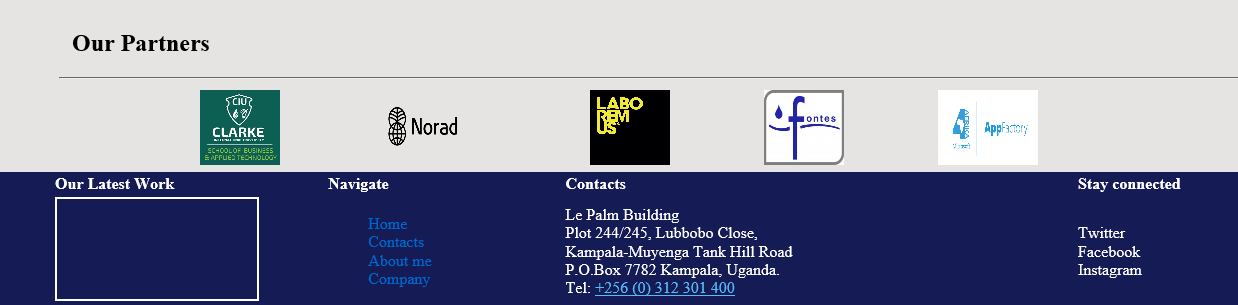 Our Partners
CIU
CLARKE
SCHOOL OF BUSINESS
& APPLIED TECHNOLOGY
Norad
LABO
REM
US
fontes
4AFRIKA
Microsoft
AppFactory
Our Latest Work
Navigate
Home
Contacts
About me
Company
Contacts
Le Palm Building
Plot 244/245, Lubbobo Close,
Kampala-Muyenga Tank Hill Road
P.O.Box 7782 Kampala, Uganda.
Tel: +256 (0) 312 301 400
Stay connected
Twitter
Facebook
Instagram